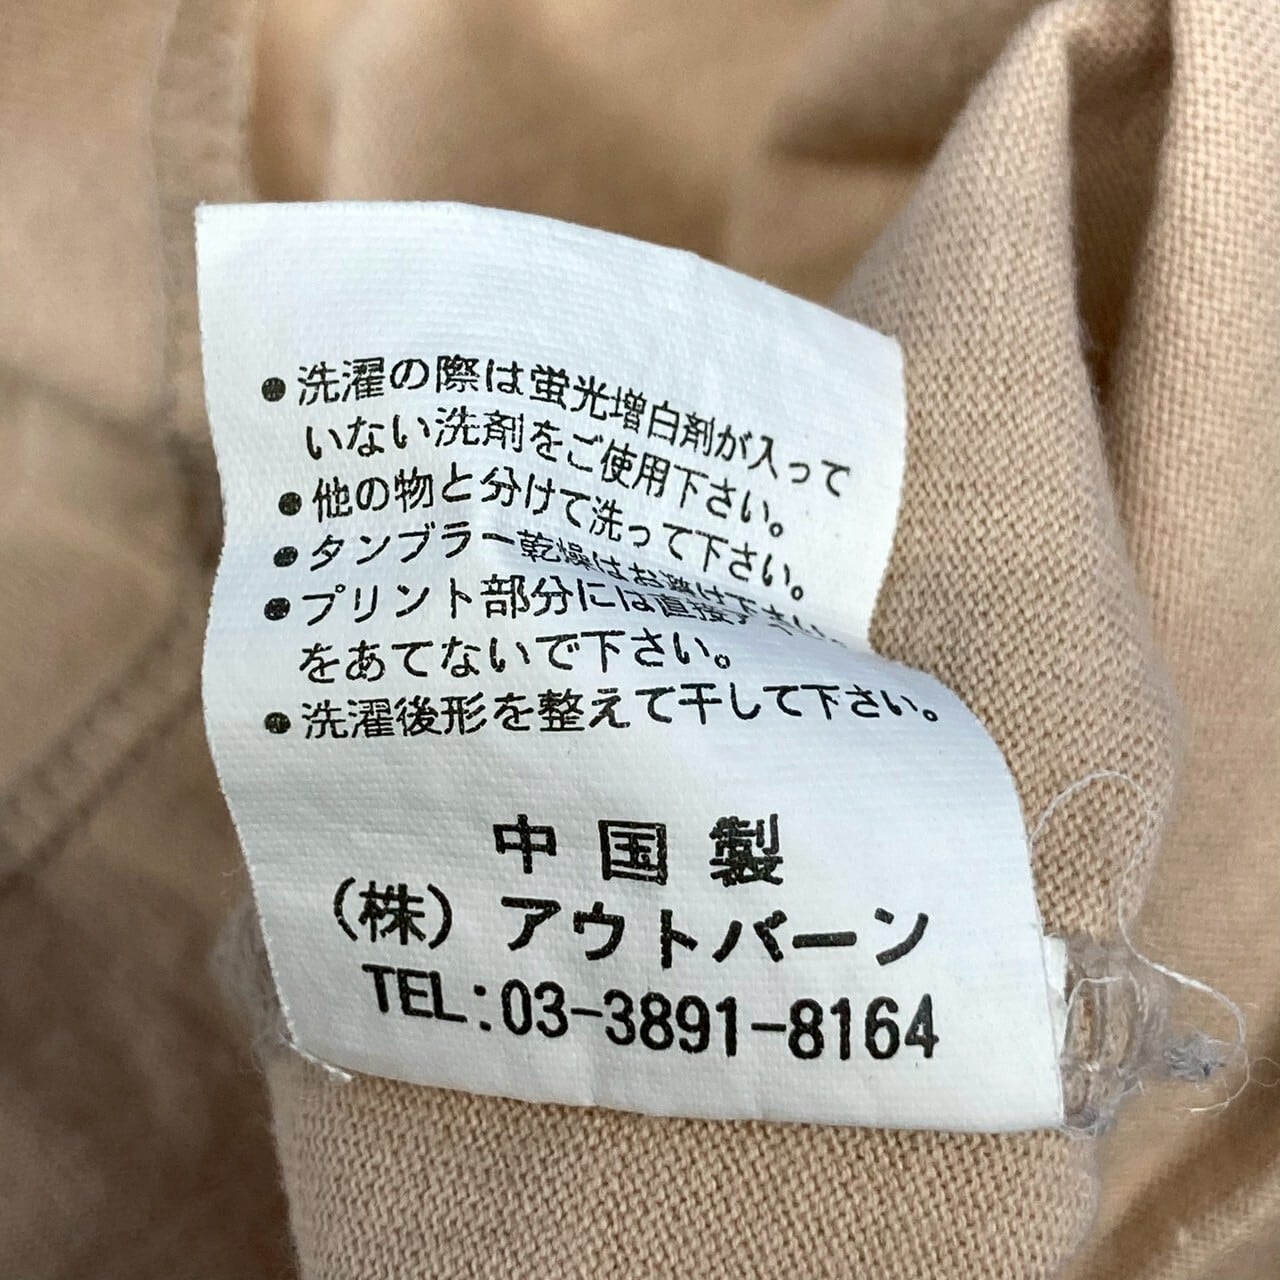 ●洗濯の際は蛍光増白剤が入って
いない洗剤をご使用下さい。
●他の物と分けて洗って下さい。
●タンブラー乾燥はお避け下さい。
●プリント部分には直接
をあてないで下さい。
●洗濯後形を整えて干して下さい。
中国製
(株)アウトバーン
TEL:03-3891-8164